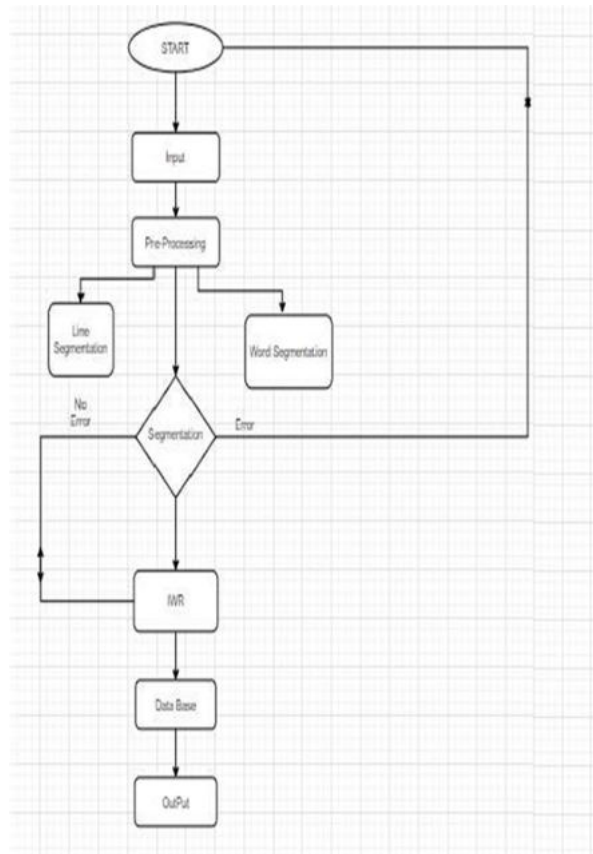 START
Input
Pre-Processing
Line
Segmentation
Word Segmentation
No
Error
Segmentation
Error
IWR
Data Base
OutPut